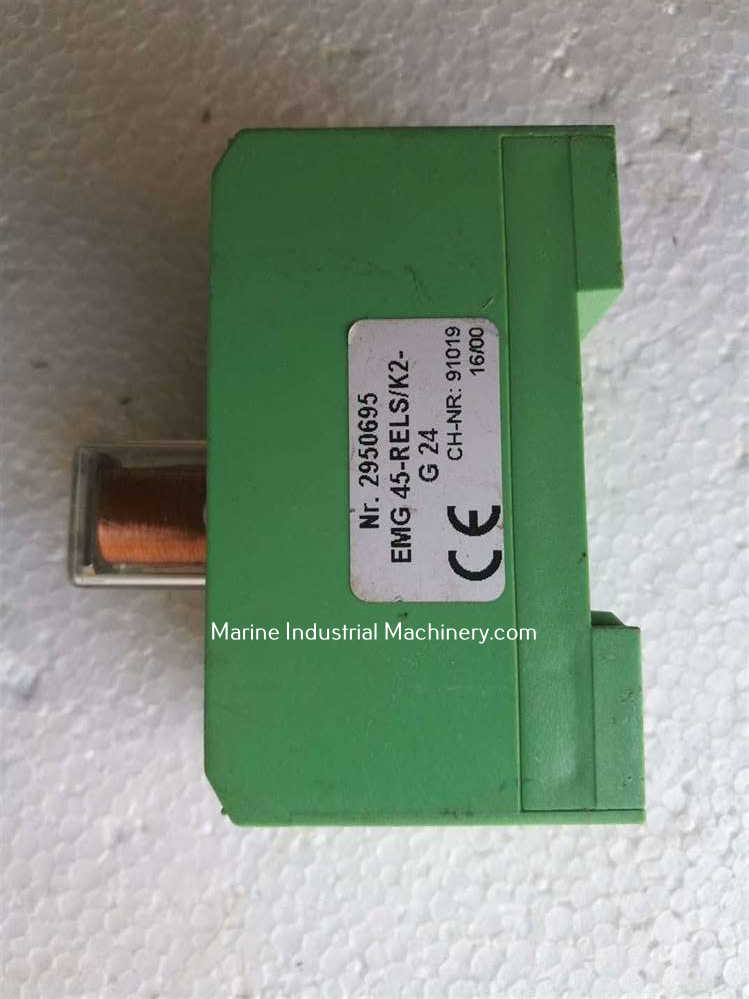 Nr. 2950695
EMG 45-RELS/K2-
G 24
CH-NR: 91019
16/00
CE
Marine Industrial Machinery.com